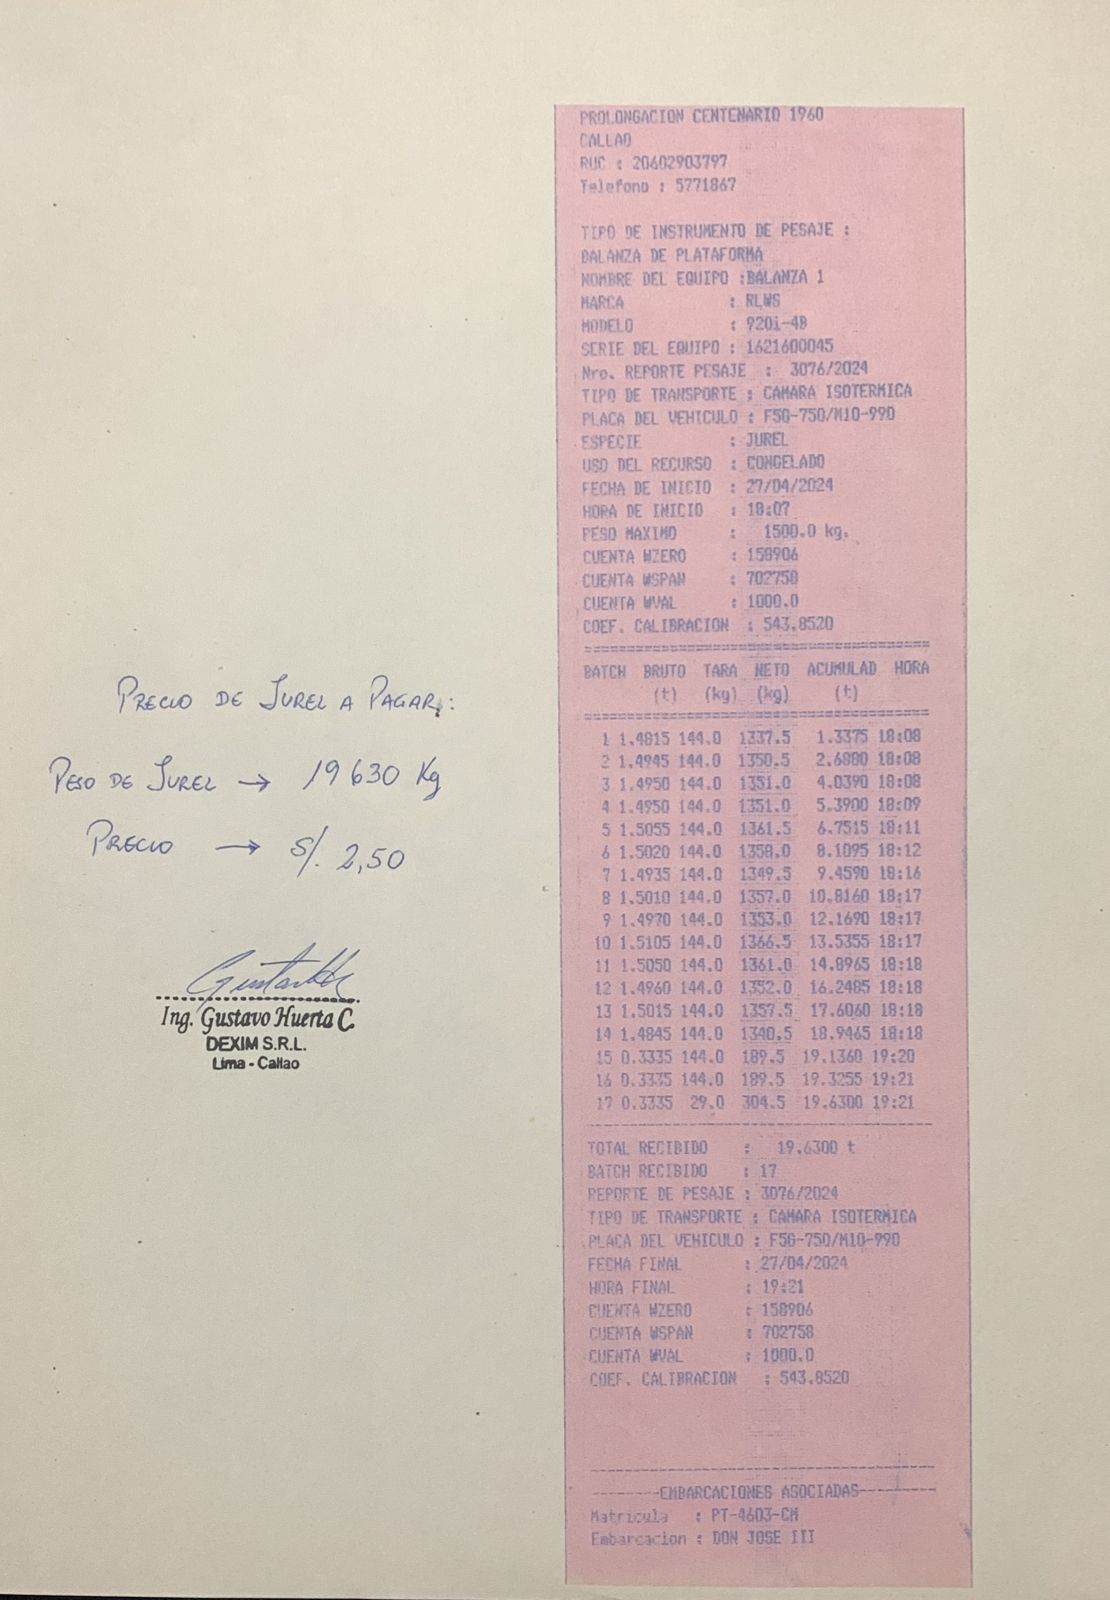 PROLONGACION CENTENARIO 1960
CALLAO
RUC : 20602903797
Telefono : 5771867
TIPO DE INSTRUMENTO DE PESAJE :
BALANZA DE PLATAFORMA
NOMBRE DEL EQUIPO :BALANZA 1
MARCA : RLWS
MODELO : 920i-4B
SERIE DEL EQUIPO : 1621600045
Nro. REPORTE PESAJE : 3076/2024
TIPO DE TRANSPORTE : CAMARA ISOTERMICA
PLACA DEL VEHICULO : F5G-750/M1O-990
ESPECIE : JUREL
USO DEL RECURSO : CONGELADO
FECHA DE INICIO : 27/04/2024
HORA DE INICIO : 18:07
PESO MAXIMO : 1500.0 kg.
CUENTA WZERO : 158906
CUENTA WSPAN : 702758
CUENTA WVAL : 1000.0
COEF. CALIBRACION : 543.8520
BATCH BRUTO TARA NETO ACUMULAD HORA
(t) (kg) (kg) (t)
1 1.4815 144.0 1337.5 1.3375 18:08
2 1.4945 144.0 1350.5 2.6880 18:08
3 1.4950 144.0 1351.0 4.0390 18:08
4 1.4950 144.0 1351.0 5.3900 18:09
5 1.5055 144.0 1361.5 6.7515 18:11
6 1.5020 144.0 1358.0 8.1095 18:12
7 1.4935 144.0 1349.5 9.4590 18:16
8 1.5010 144.0 1357.0 10.8160 18:17
9 1.4970 144.0 1353.0 12.1690 18:17
10 1.5105 144.0 1366.5 13.5355 18:17
11 1.5050 144.0 1361.0 14.8965 18:18
12 1.4960 144.0 1352.0 16.2485 18:18
13 1.5015 144.0 1357.5 17.6060 18:18
14 1.4845 144.0 1340.5 18.9465 18:18
15 0.3335 144.0 189.5 19.1360 19:20
16 0.3335 144.0 189.5 19.3255 19:21
17 0.3335 29.0 304.5 19.6300 19:21
TOTAL RECIBIDO : 19.6300 t
BATCH RECIBIDO : 17
REPORTE DE PESAJE : 3076/2024
TIPO DE TRANSPORTE : CAMARA ISOTERMICA
PLACA DEL VEHICULO : F5G-750/M1O-990
FECHA FINAL : 27/04/2024
HORA FINAL : 19:21
CUENTA WZERO : 158906
CUENTA WSPAN : 702758
CUENTA WVAL : 1000.0
COEF. CALIBRACION : 543.8520
-------EMBARCACIONES ASOCIADAS-------
Matricula : PT-4603-CM
Embarcacion : DON JOSE III
PRECIO DE JUREL A PAGAR:
PESO DE JUREL → 19630 Kg
PRECIO → S/. 2,50
Ing. Gustavo Huerta C.
DEXIM S.R.L.
Lima - Callao